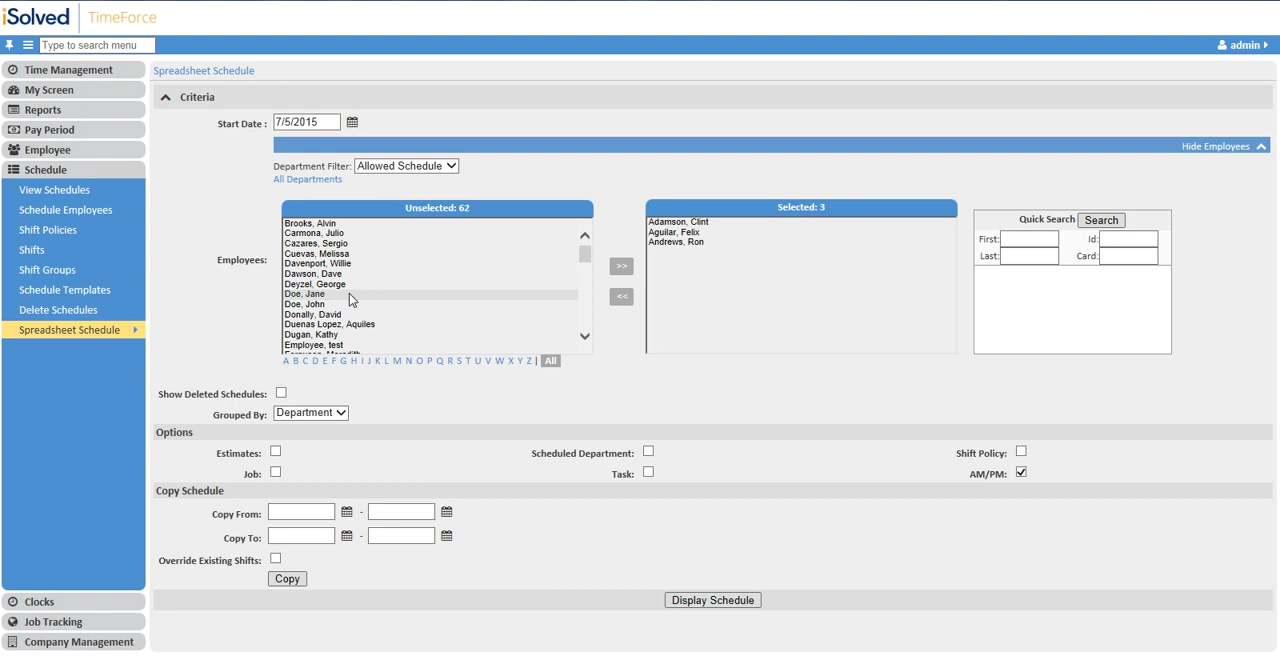 iSolved TimeForce
Type to search menu
admin
Time Management
My Screen
Reports
Pay Period
Employee
Schedule
View Schedules
Schedule Employees
Shift Policies
Shifts
Shift Groups
Schedule Templates
Delete Schedules
Spreadsheet Schedule
Clocks
Job Tracking
Company Management
Spreadsheet Schedule
Criteria
Start Date : 7/5/2015
Hide Employees
Department Filter: Allowed Schedule
All Departments
Employees:
Unselected: 62
Brooks, Alvin
Carmona, Julio
Cazares, Sergio
Cuevas, Melissa
Davenport, Willie
Dawson, Dave
Deyzel, George
Doe, Jane
Doe, John
Donally, David
Duenas Lopez, Aquiles
Dugan, Kathy
Employee, test
Ferguson, Meredith
A B C D E F G H I J K L M N O P Q R S T U V W X Y Z | All
>>
<<
Selected: 3
Adamson, Clint
Aguilar, Felix
Andrews, Ron
Quick Search Search
First: Id:
Last: Card:
Show Deleted Schedules:
Grouped By: Department
Options
Estimates: Scheduled Department: Shift Policy:
Job: Task: AM/PM:
Copy Schedule
Copy From: -
Copy To: -
Override Existing Shifts:
Copy
Display Schedule